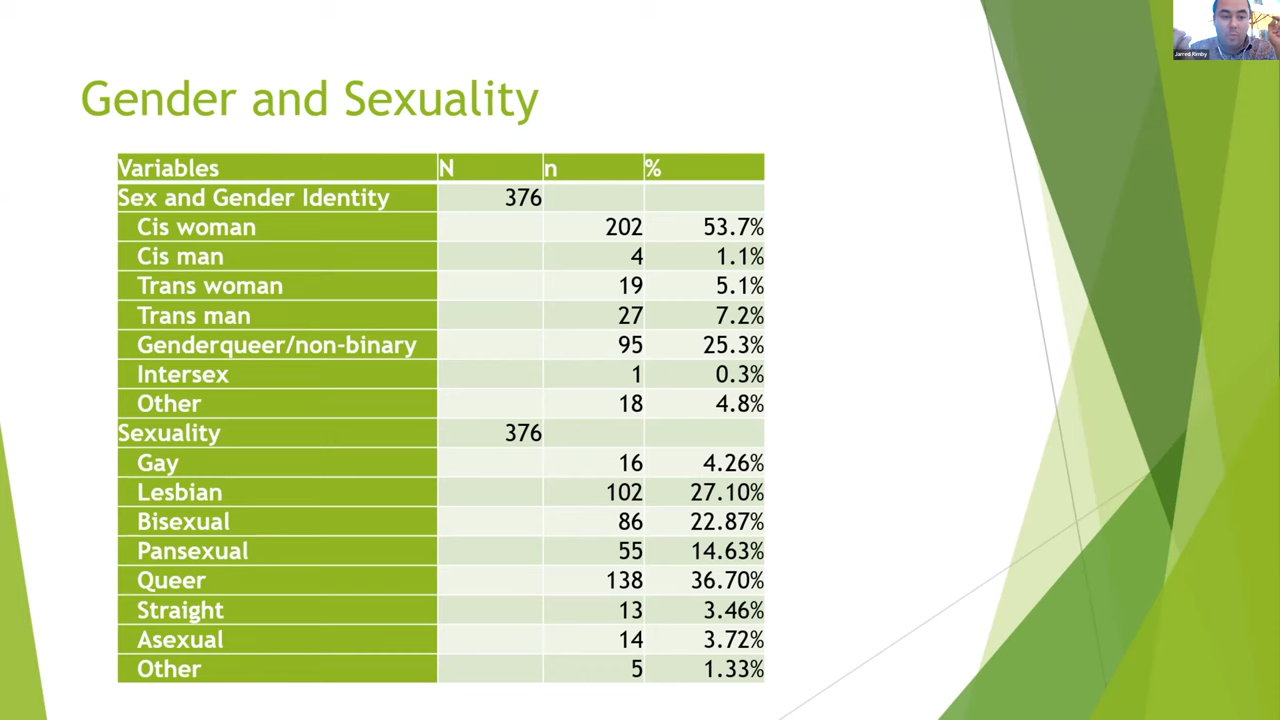 Jarred Rimby
Gender and Sexuality
Variables N n %
Sex and Gender Identity 376
Cis woman 202 53.7%
Cis man 4 1.1%
Trans woman 19 5.1%
Trans man 27 7.2%
Genderqueer/non-binary 95 25.3%
Intersex 1 0.3%
Other 18 4.8%
Sexuality 376
Gay 16 4.26%
Lesbian 102 27.10%
Bisexual 86 22.87%
Pansexual 55 14.63%
Queer 138 36.70%
Straight 13 3.46%
Asexual 14 3.72%
Other 5 1.33%